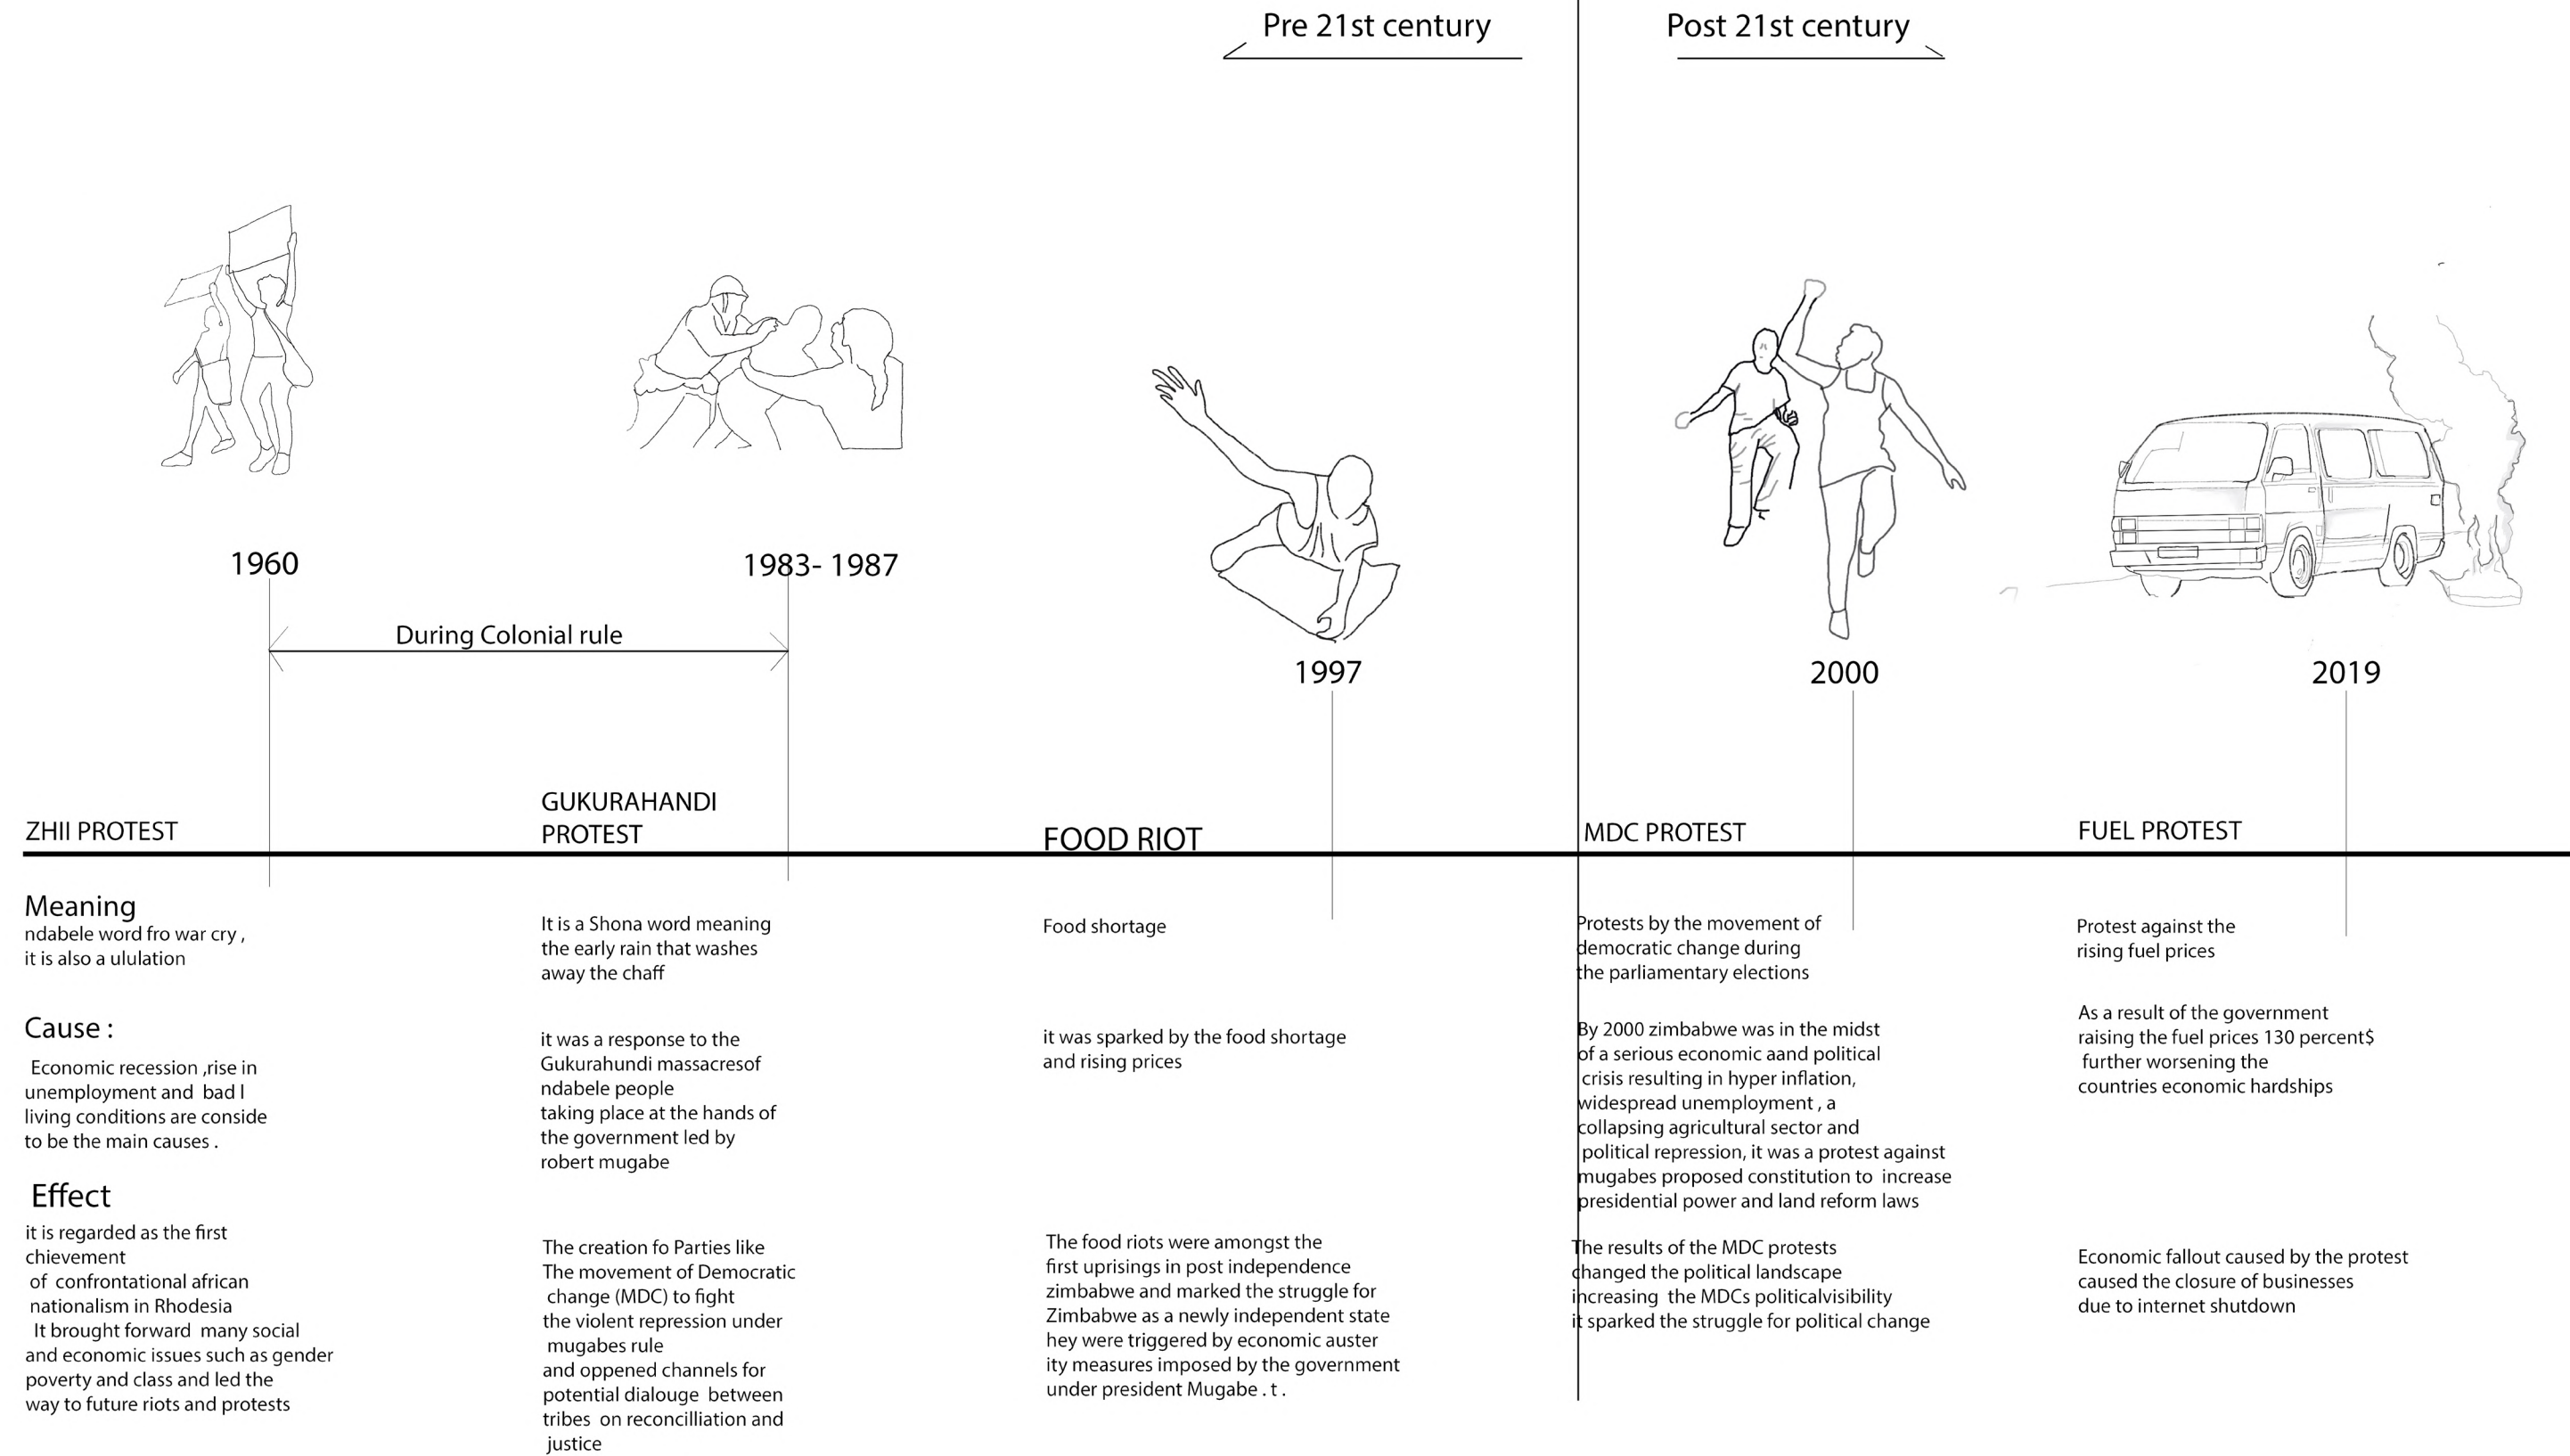 Pre 21st century
Post 21st century
1960
1983- 1987
During Colonial rule
1997
2000
2019
ZHII PROTEST
GUKURAHANDI
PROTEST
FOOD RIOT
MDC PROTEST
FUEL PROTEST
Meaning
ndabele word fro war cry ,
it is also a ululation
Cause :
Economic recession ,rise in
unemployment and  bad l
living conditions are conside
to be the main causes .
Effect
it is regarded as the first
chievement
of  confrontational african
nationalism in Rhodesia
It brought forward  many social
and economic issues such as gender
poverty and class and led the
way to future riots and protests
It is a Shona word meaning
the early rain that washes
away the chaff
it was a response to the
Gukurahundi massacresof
ndabele people
taking place at the hands of
the government led by
robert mugabe
The creation fo Parties like
The movement of Democratic
change (MDC) to fight
the violent repression under
mugabes rule
and oppened channels for
potential dialouge  between
tribes  on reconcilliation and
justice
Food shortage
it was sparked by the food shortage
and rising prices
The food riots were amongst the
first uprisings in post independence
zimbabwe and marked the struggle for
Zimbabwe as a newly independent state
hey were triggered by economic auster
ity measures imposed by the government
under president Mugabe . t .
Protests by the movement of
democratic change during
the parliamentary elections
By 2000 zimbabwe was in the midst
of a serious economic aand political
crisis resulting in hyper inflation,
widespread unemployment , a
collapsing agricultural sector and
political repression, it was a protest against
mugabes proposed constitution to  increase
presidential power and land reform laws
The results of the MDC protests
changed the political landscape
increasing  the MDCs politicalvisibility
it sparked the struggle for political change
Protest against the
rising fuel prices
As a result of the government
raising the fuel prices 130 percent$
further worsening the
countries economic hardships
Economic fallout caused by the protest
caused the closure of businesses
due to internet shutdown